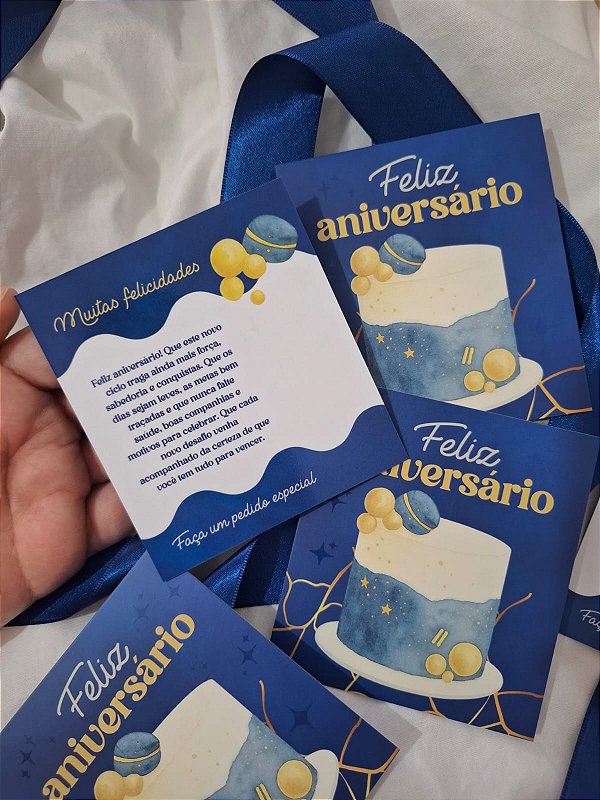 Muitas felicidades
Feliz aniversário! Que este novo
ciclo traga ainda mais força,
sabedoria e conquistas. Que os
dias sejam leves, as metas bem
traçadas e que nunca falte
saúde, boas companhias e
motivos para celebrar. Que cada
novo desafio venha
acompanhado da certeza de que
você tem tudo para vencer.
Faça um pedido especial
Feliz
aniversário
Feliz
niversário
Feliz
aniversário
Faç